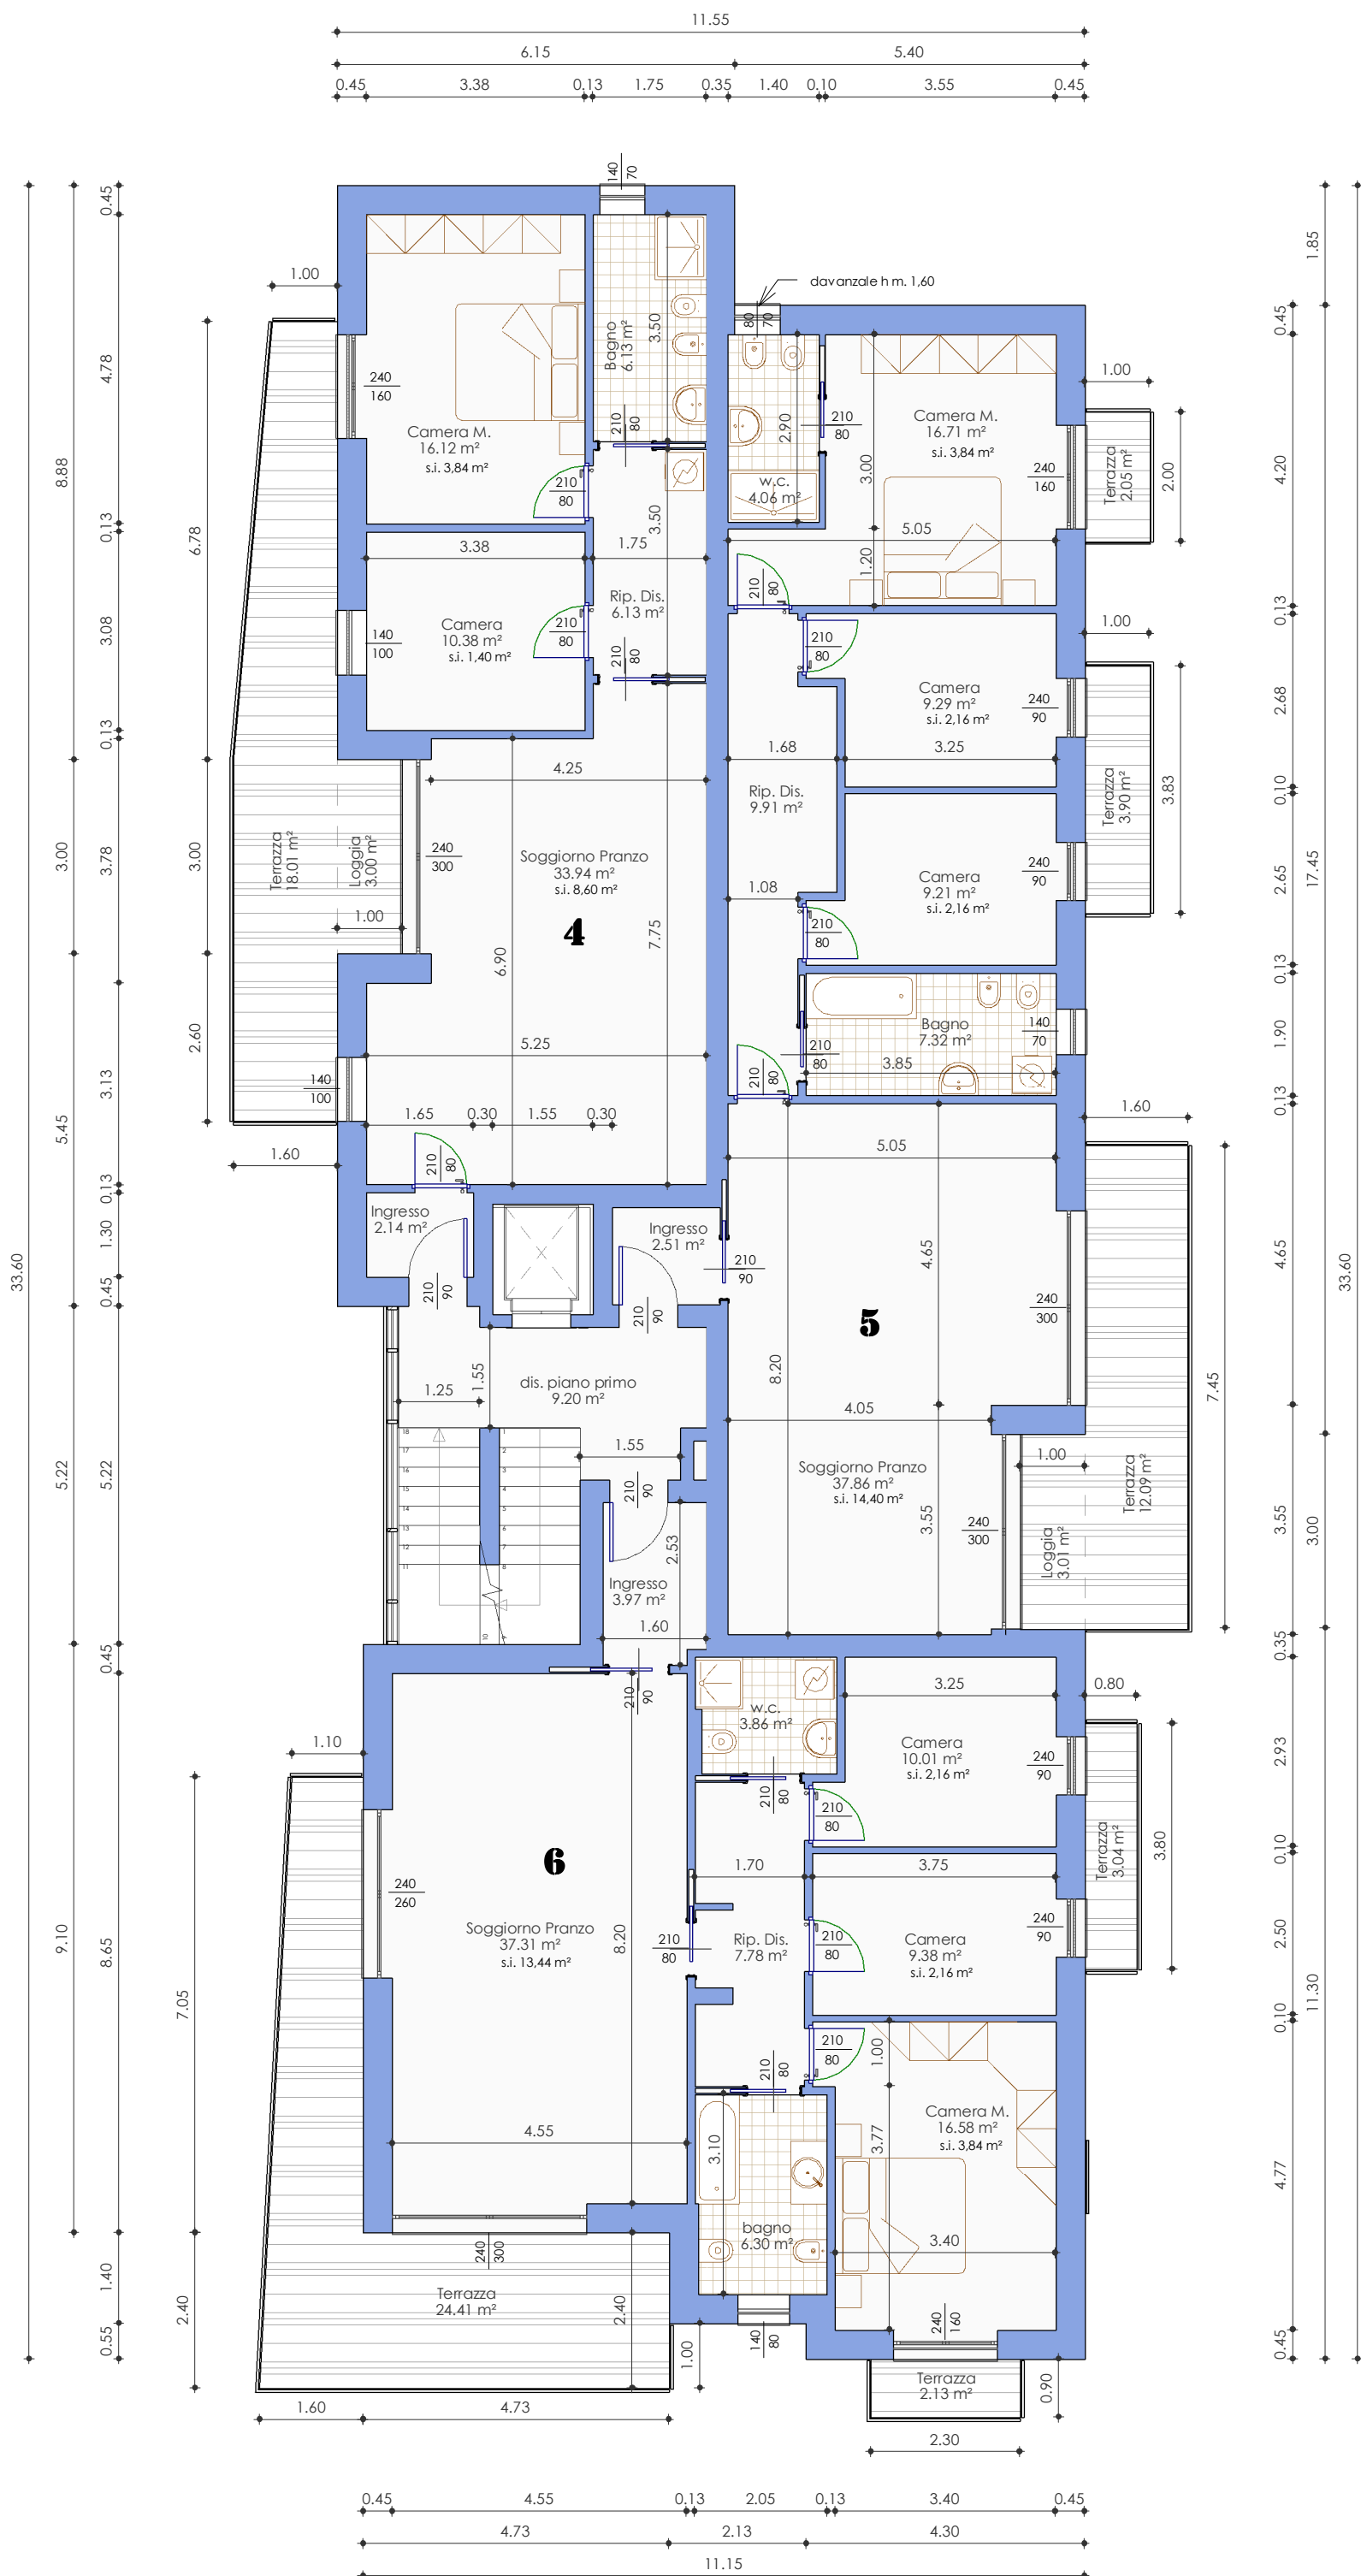 11.55
6.15 5.40
0.45 3.38 0.13 1.75 0.35 1.40 0.10 3.55 0.45
140
70
0.45
1.85
1.00
davanzale h m. 1,60
80
70
0.45
Bagno
6.13 m²
3.50
240
160
4.78
Camera M.
16.12 m²
s.i. 3,84 m²
210
80
2.90
210
80
Camera M.
16.71 m²
s.i. 3,84 m²
1.00
Terrazza
2.05 m²
2.00
4.20
8.88
w.c.
4.06 m²
3.00
240
160
210
80
3.50
0.13
6.78
3.38
1.75
5.05
1.20
210
80
Rip. Dis.
6.13 m²
0.13
3.08
140
100
Camera
10.38 m²
s.i. 1,40 m²
210
80
210
80
210
80
1.00
Camera
9.29 m²
s.i. 2,16 m²
240
90
2.68
0.13
1.68
3.25
4.25
Rip. Dis.
9.91 m²
0.10
Terrazza
3.90 m²
3.83
3.00
3.78
3.00
Terrazza
18.01 m²
Loggia
3.00 m²
240
300
Soggiorno Pranzo
33.94 m²
s.i. 8,60 m²
4
1.00
6.90
7.75
1.08
Camera
9.21 m²
s.i. 2,16 m²
240
90
2.65
17.45
210
80
0.13
2.60
5.25
Bagno
7.32 m²
140
70
1.90
210
80
3.85
140
100
3.13
5.45
210
80
0.13
1.65 0.30 1.55 0.30
1.60
1.60
210
80
5.05
0.13
Ingresso
2.14 m²
1.30
Ingresso
2.51 m²
4.65
4.65
33.60
33.60
210
90
210
90
210
90
0.45
240
300
5
8.20
7.45
1.55
1.25
dis. piano primo
9.20 m²
4.05
18
17
16
15
14
13
12
11
10
1
2
3
4
5
6
7
8
9
1.55
5.22
5.22
210
90
1.00
Soggiorno Pranzo
37.86 m²
s.i. 14,40 m²
Terrazza
12.09 m²
2.53
3.55
240
300
Loggia
3.01 m²
3.55
3.00
Ingresso
3.97 m²
1.60
0.45
0.35
210
90
w.c.
3.86 m²
3.25
0.80
1.10
Camera
10.01 m²
s.i. 2,16 m²
240
90
2.93
210
80
210
80
0.10
6
1.70
3.75
Terrazza
3.04 m²
3.80
240
260
9.10
8.65
Soggiorno Pranzo
37.31 m²
s.i. 13,44 m²
8.20
210
80
Rip. Dis.
7.78 m²
210
80
Camera
9.38 m²
s.i. 2,16 m²
240
90
2.50
11.30
7.05
0.10
210
80
210
80
1.00
4.55
3.10
3.77
Camera M.
16.58 m²
s.i. 3,84 m²
4.77
bagno
6.30 m²
3.40
240
300
1.40
2.40
Terrazza
24.41 m²
2.40
0.55
1.00
140
80
240
160
0.45
Terrazza
2.13 m²
0.90
1.60 4.73
2.30
0.45 4.55 0.13 2.05 0.13 3.40 0.45
4.73 2.13 4.30
11.15